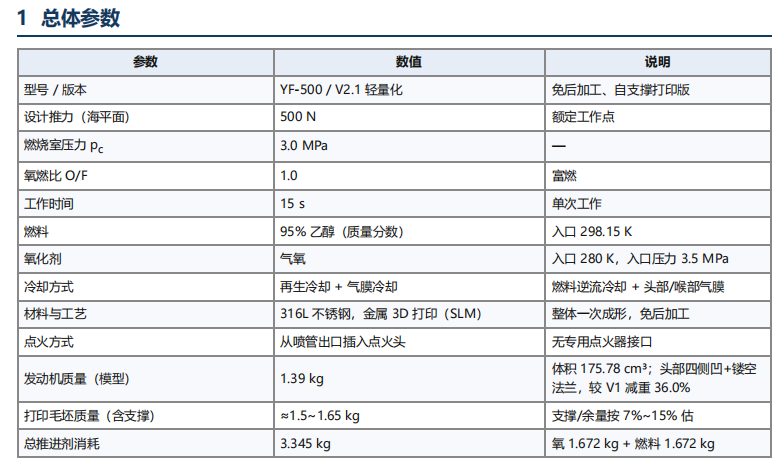 1 总体参数
参数 数值 说明
型号 / 版本 YF-500 / V2.1 轻量化 免后加工、自支撑打印版
设计推力（海平面） 500 N 额定工作点
燃烧室压力 pc 3.0 MPa —
氧燃比 O/F 1.0 富燃
工作时间 15 s 单次工作
燃料 95% 乙醇（质量分数） 入口 298.15 K
氧化剂 气氧 入口 280 K，入口压力 3.5 MPa
冷却方式 再生冷却 + 气膜冷却 燃料逆流冷却 + 头部/喉部气膜
材料与工艺 316L 不锈钢，金属 3D 打印（SLM） 整体一次成形，免后加工
点火方式 从喷管出口插入点火头 无专用点火器接口
发动机质量（模型） 1.39 kg 体积 175.78 cm³；头部四侧凹+镂空
法兰，较 V1 减重 36.0%
打印毛坯质量（含支撑） ≈1.5~1.65 kg 支撑/余量按 7%~15% 估
总推进剂消耗 3.345 kg 氧 1.672 kg + 燃料 1.672 kg